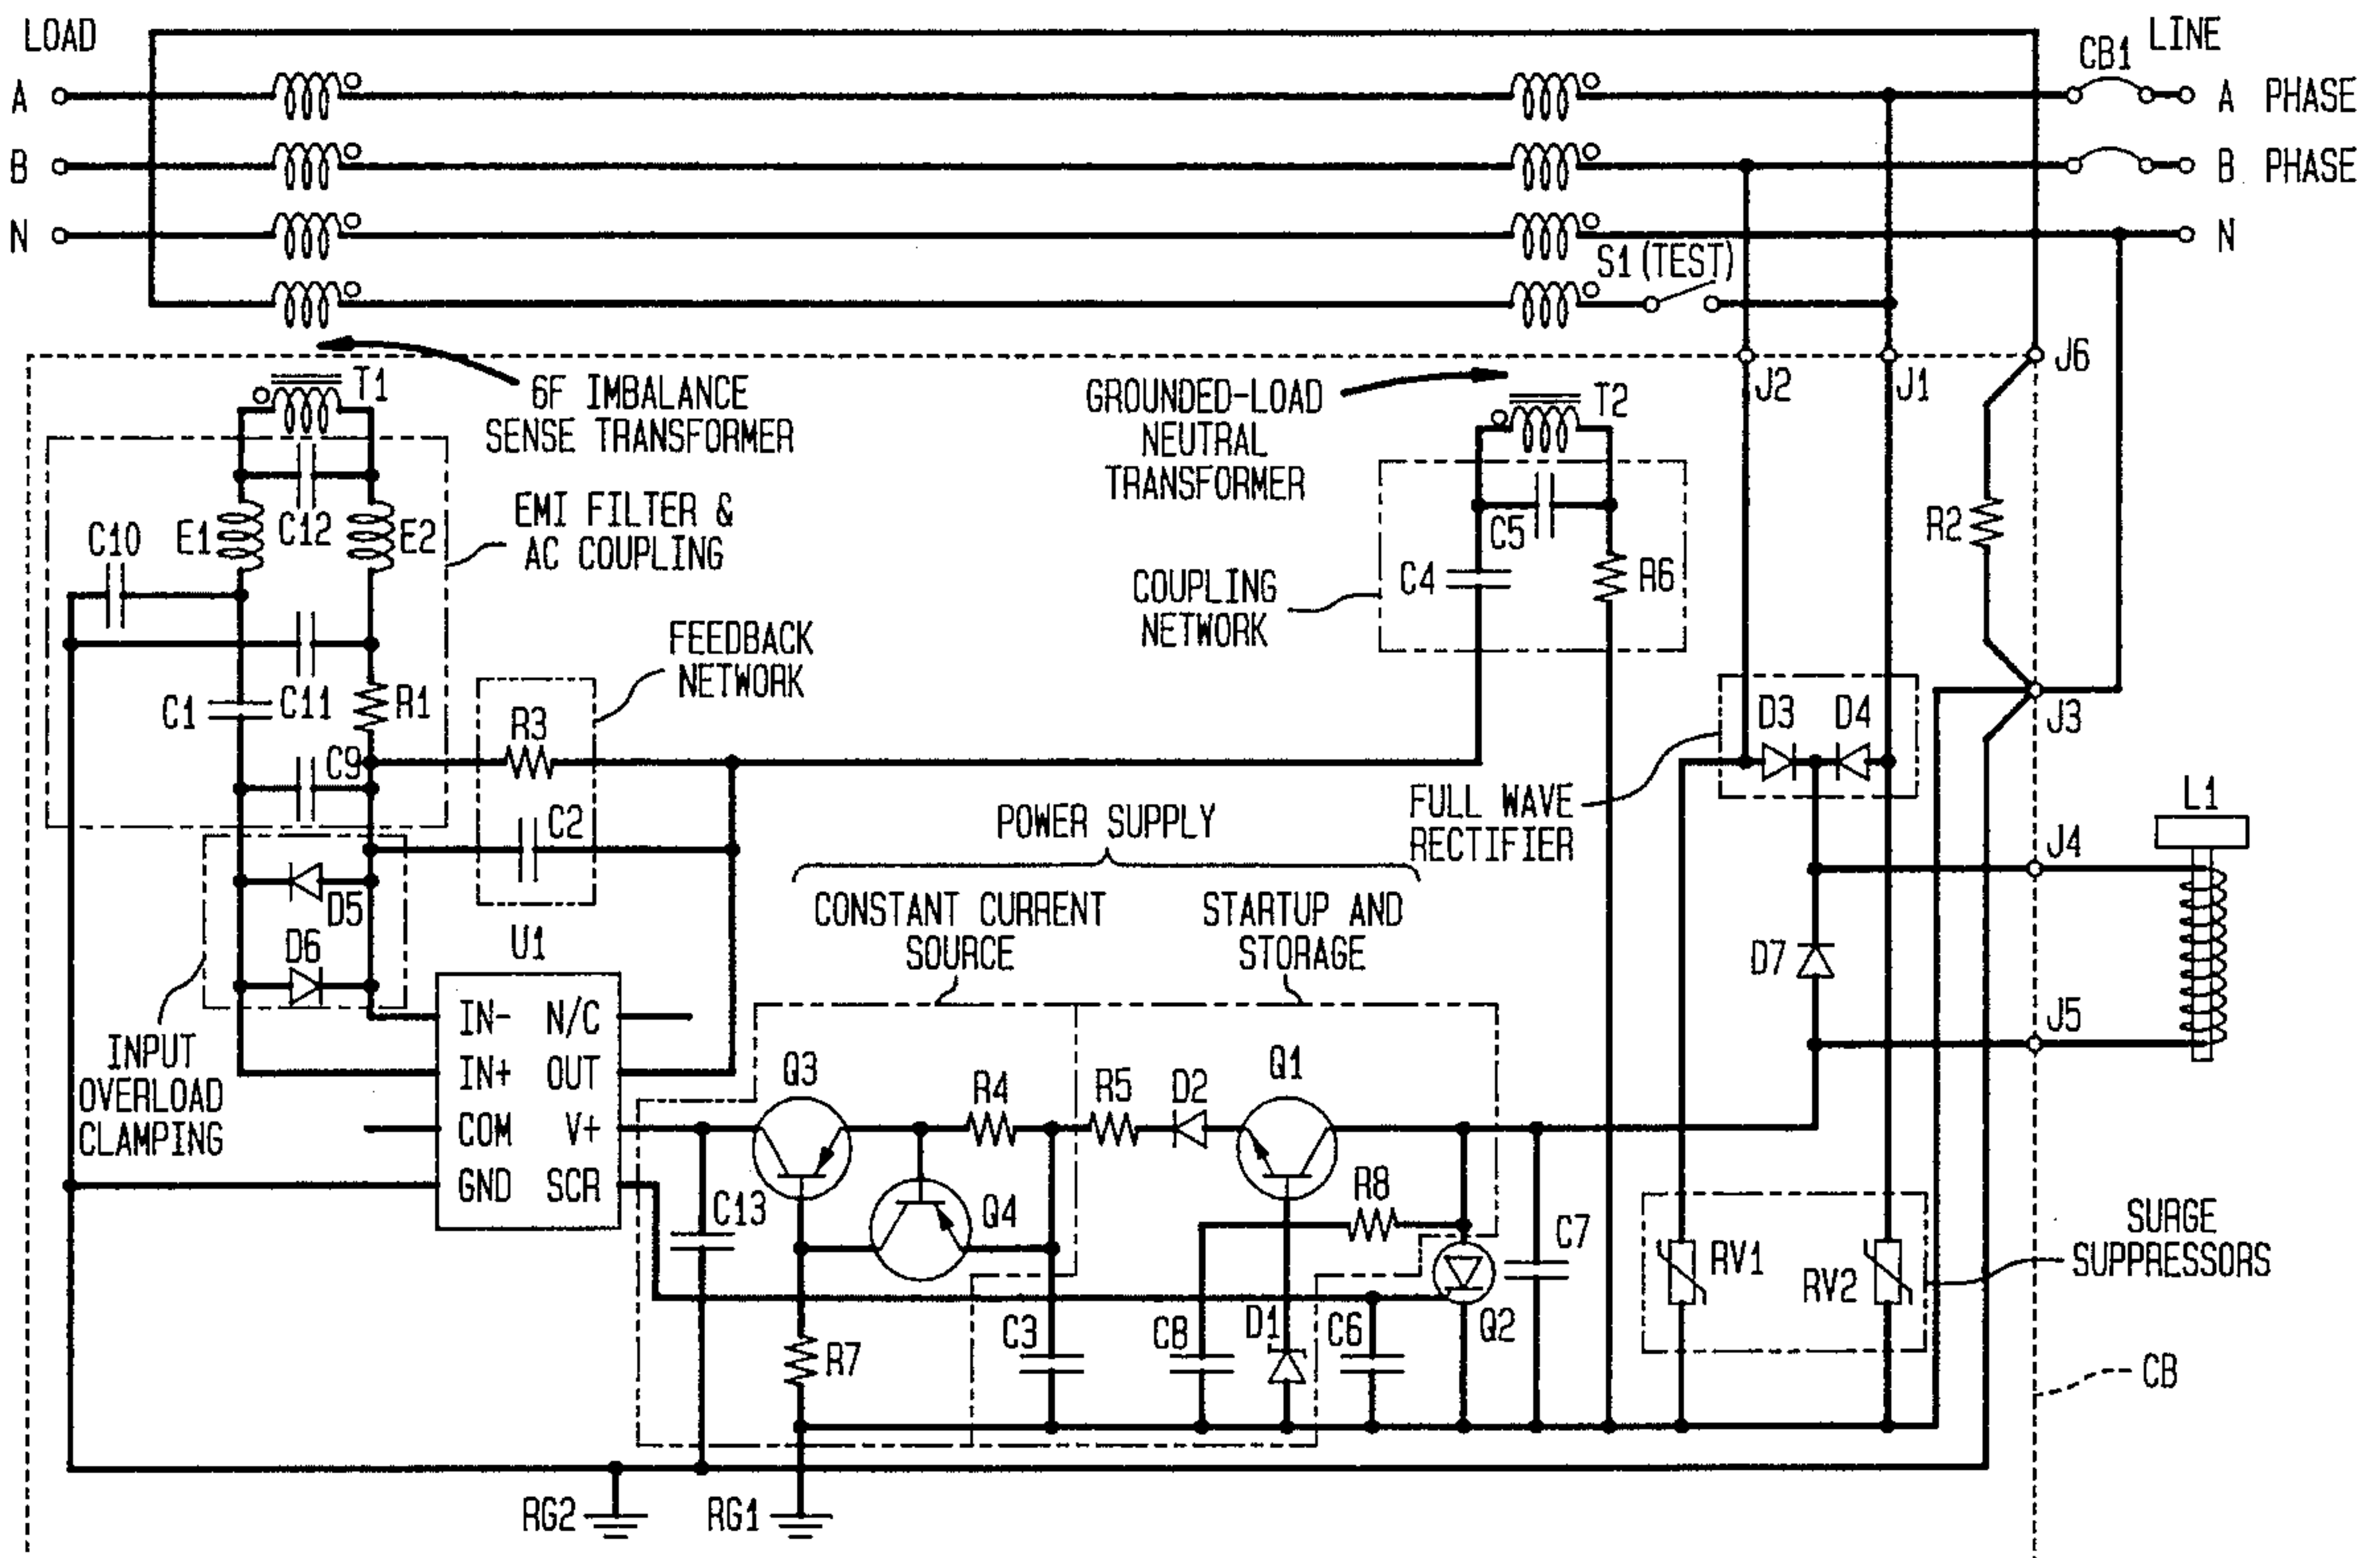 LOAD
LINE
CB1
A
A PHASE
B
B PHASE
N
N
S1 (TEST)
J6
J2
J1
T1
6F IMBALANCE
SENSE TRANSFORMER
GROUNDED-LOAD
NEUTRAL
TRANSFORMER
T2
EMI FILTER &
AC COUPLING
C10
E1
C12
E2
C5
R2
C4
R6
COUPLING
NETWORK
FEEDBACK
NETWORK
C1
C11
R1
R3
D3
D4
J3
C9
C2
POWER SUPPLY
FULL WAVE
RECTIFIER
L1
J4
D5
D6
U1
CONSTANT CURRENT
SOURCE
STARTUP AND
STORAGE
D7
J5
INPUT
OVERLOAD
CLAMPING
IN- N/C
IN+ OUT
COM V+
GND SCR
Q3
R4
R5
D2
Q1
C13
Q4
R8
C7
RV1
RV2
SURGE
SUPPRESSORS
R7
C3
C8
D1
C6
Q2
CB
RG2
RG1